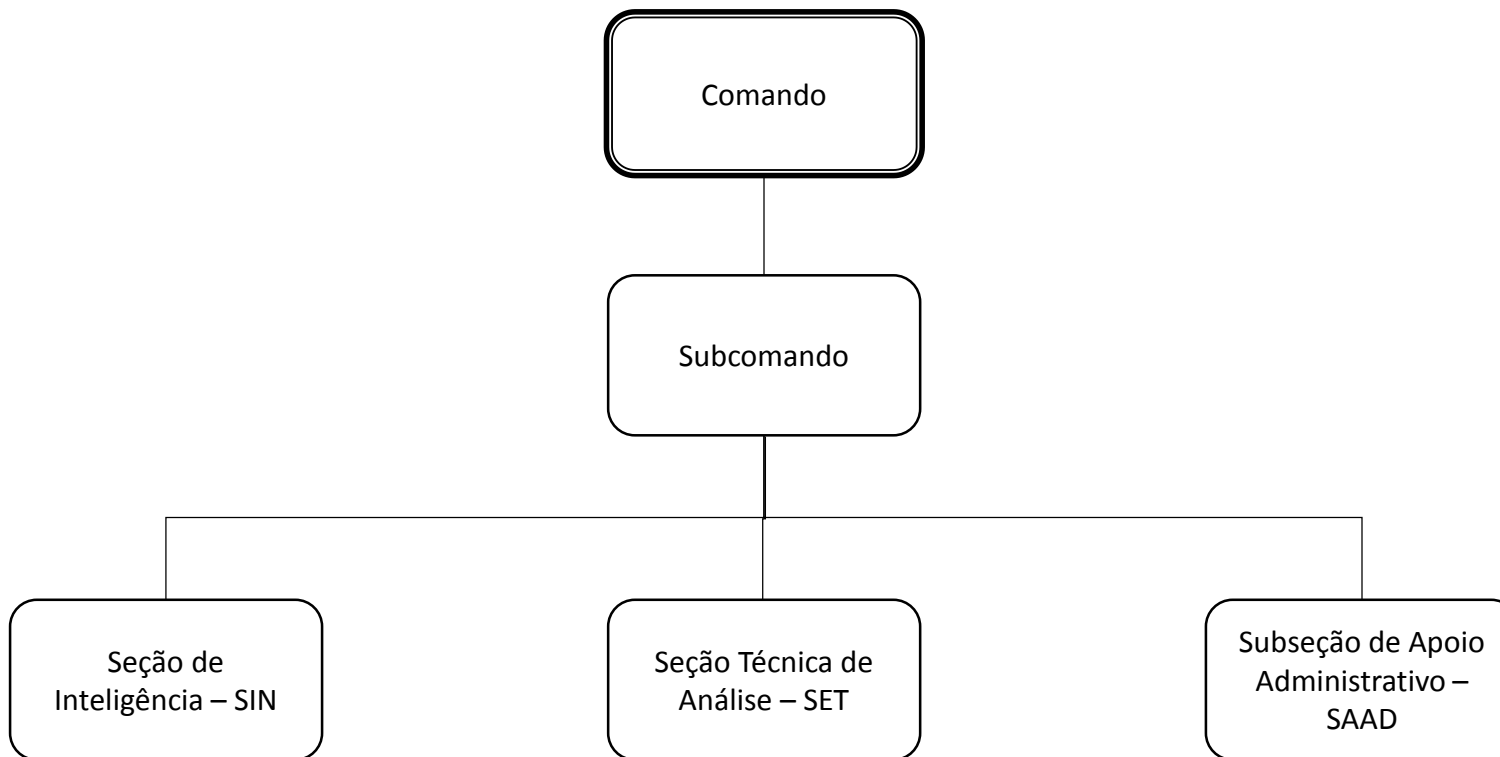 Comando
Subcomando
Seção de
Inteligência – SIN
Seção Técnica de
Análise – SET
Subseção de Apoio
Administrativo –
SAAD